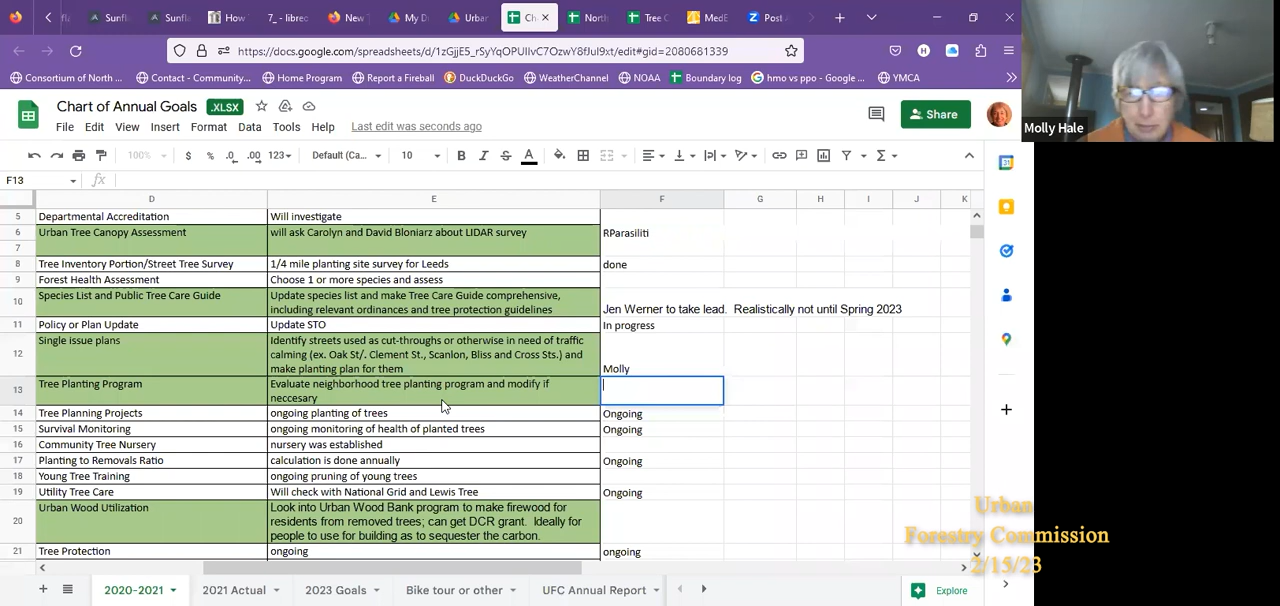 Sunfl
Sunfl
How
7_ - libreo
New
My D
Urban
Ch
North
Tree C
MedE
Post A
https://docs.google.com/spreadsheets/d/1zGjjE5_rSyYqOPUIIvC7OzwY8fJul9xt/edit#gid=2080681339
H
Consortium of North ...
Contact - Community...
Home Program
Report a Fireball
DuckDuckGo
WeatherChannel
NOAA
Boundary log
hmo vs ppo - Google ...
YMCA
Chart of Annual Goals
.XLSX
File
Edit
View
Insert
Format
Data
Tools
Help
Last edit was seconds ago
Share
Molly Hale
100%
$
%
.0
.00
123
Default (Ca...
10
B
I
S
A
F13
fx
D
E
F
G
H
I
J
K
5 Departmental Accreditation Will investigate
6 Urban Tree Canopy Assessment will ask Carolyn and David Bloniarz about LIDAR survey RParasiliti
7
8 Tree Inventory Portion/Street Tree Survey 1/4 mile planting site survey for Leeds done
9 Forest Health Assessment Choose 1 or more species and assess
10 Species List and Public Tree Care Guide Update species list and make Tree Care Guide comprehensive,
including relevant ordinances and tree protection guidelines Jen Werner to take lead. Realistically not until Spring 2023
11 Policy or Plan Update Update STO In progress
12 Single issue plans Identify streets used as cut-throughs or otherwise in need of traffic
calming (ex. Oak St/. Clement St., Scanlon, Bliss and Cross Sts.) and
make planting plan for them Molly
13 Tree Planting Program Evaluate neighborhood tree planting program and modify if
neccesary
14 Tree Planning Projects ongoing planting of trees Ongoing
15 Survival Monitoring ongoing monitoring of health of planted trees Ongoing
16 Community Tree Nursery nursery was established
17 Planting to Removals Ratio calculation is done annually Ongoing
18 Young Tree Training ongoing pruning of young trees
19 Utility Tree Care Will check with National Grid and Lewis Tree Ongoing
20 Urban Wood Utilization Look into Urban Wood Bank program to make firewood for
residents from removed trees; can get DCR grant. Ideally for
people to use for building as to sequester the carbon.
21 Tree Protection ongoing ongoing
Urban
Forestry Commission
2/15/23
2020-2021
2021 Actual
2023 Goals
Bike tour or other
UFC Annual Report
Explore